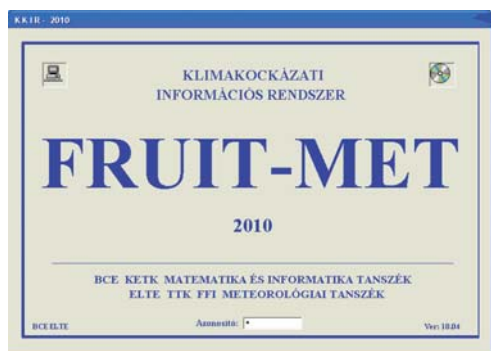 KKIR - 2010
KLIMAKOCKÁZATI
INFORMÁCIÓS RENDSZER
FRUIT-MET
2010
BCE KETK MATEMATIKA ÉS INFORMATIKA TANSZÉK
ELTE TTK FFI METEOROLÓGIAI TANSZÉK
BCE ELTE
Azonosító: *
Ver: 10.04